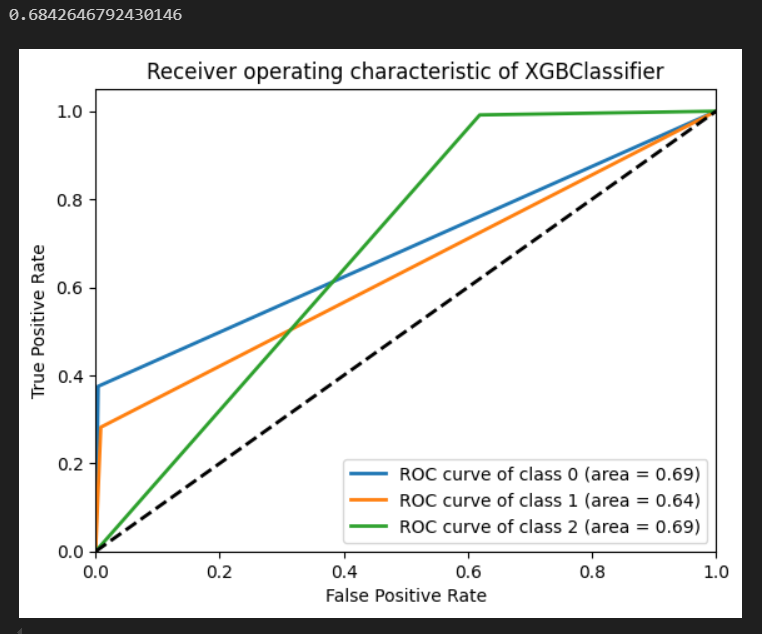 0.6842646792430146
Receiver operating characteristic of XGBClassifier
True Positive Rate
1.0
0.8
0.6
0.4
0.2
0.0
ROC curve of class 0 (area = 0.69)
ROC curve of class 1 (area = 0.64)
ROC curve of class 2 (area = 0.69)
0.0 0.2 0.4 0.6 0.8 1.0
False Positive Rate